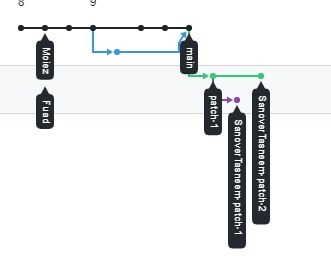 8 9
Moiez
Fuad
main
patch-1
SanoverTasneem-patch-1
SanoverTasneem-patch-2